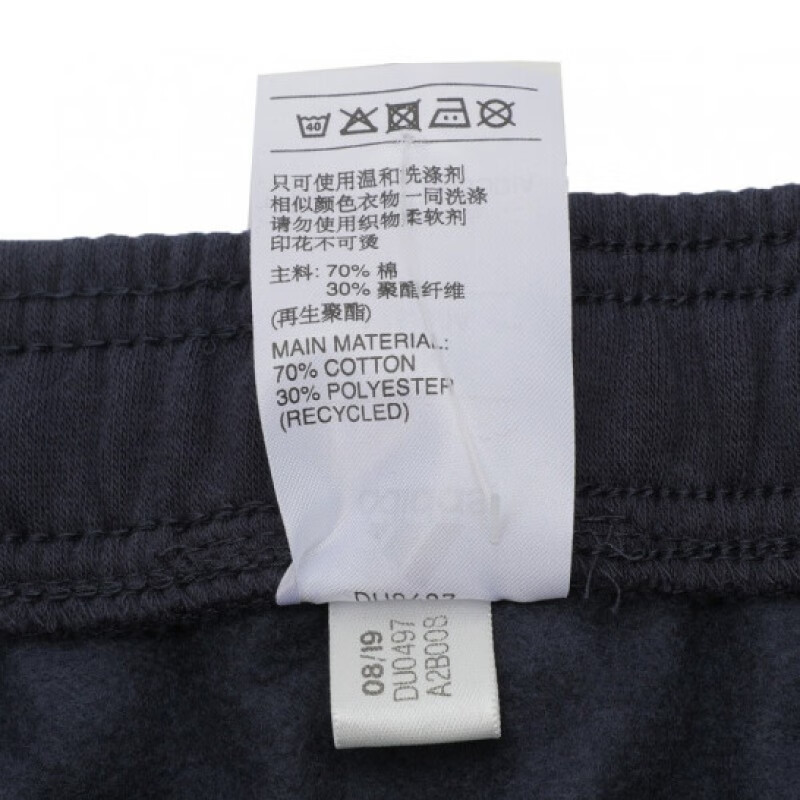 40
只可使用温和洗涤剂
相似颜色衣物一同洗涤
请勿使用织物柔软剂
印花不可烫
主料: 70% 棉
30% 聚酯纤维
(再生聚酯)
MAIN MATERIAL:
70% COTTON
30% POLYESTER
(RECYCLED)
08/19
DU0497
A2B008